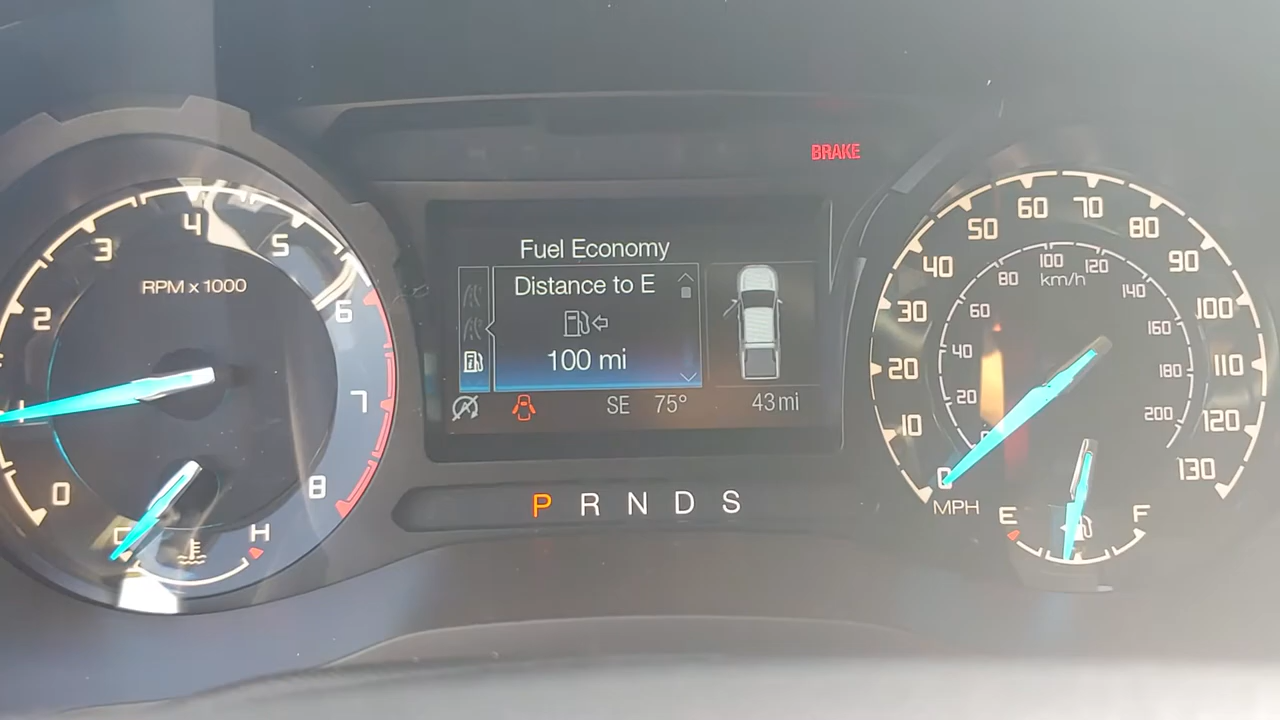 BRAKE
Fuel Economy
Distance to E
100 mi
SE 75° 43mi
P R N D S
RPM x 1000
0 1 2 3 4 5 6 7 8
C H
0 10 20 30 40 50 60 70 80 90 100 110 120 130
MPH
20 40 60 80 100 120 140 160 180 200
km/h
E F